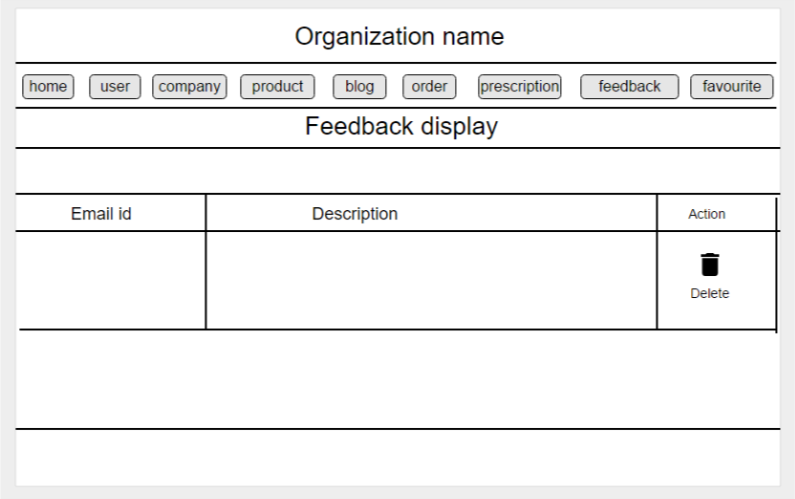 Organization name
home user company product blog order prescription feedback favourite
Feedback display
Email id Description Action
Delete